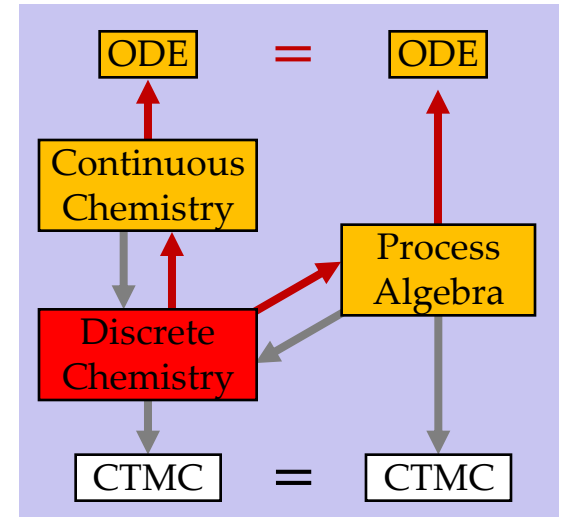 ODE = ODE
Continuous
Chemistry
Process
Algebra
Discrete
Chemistry
CTMC = CTMC